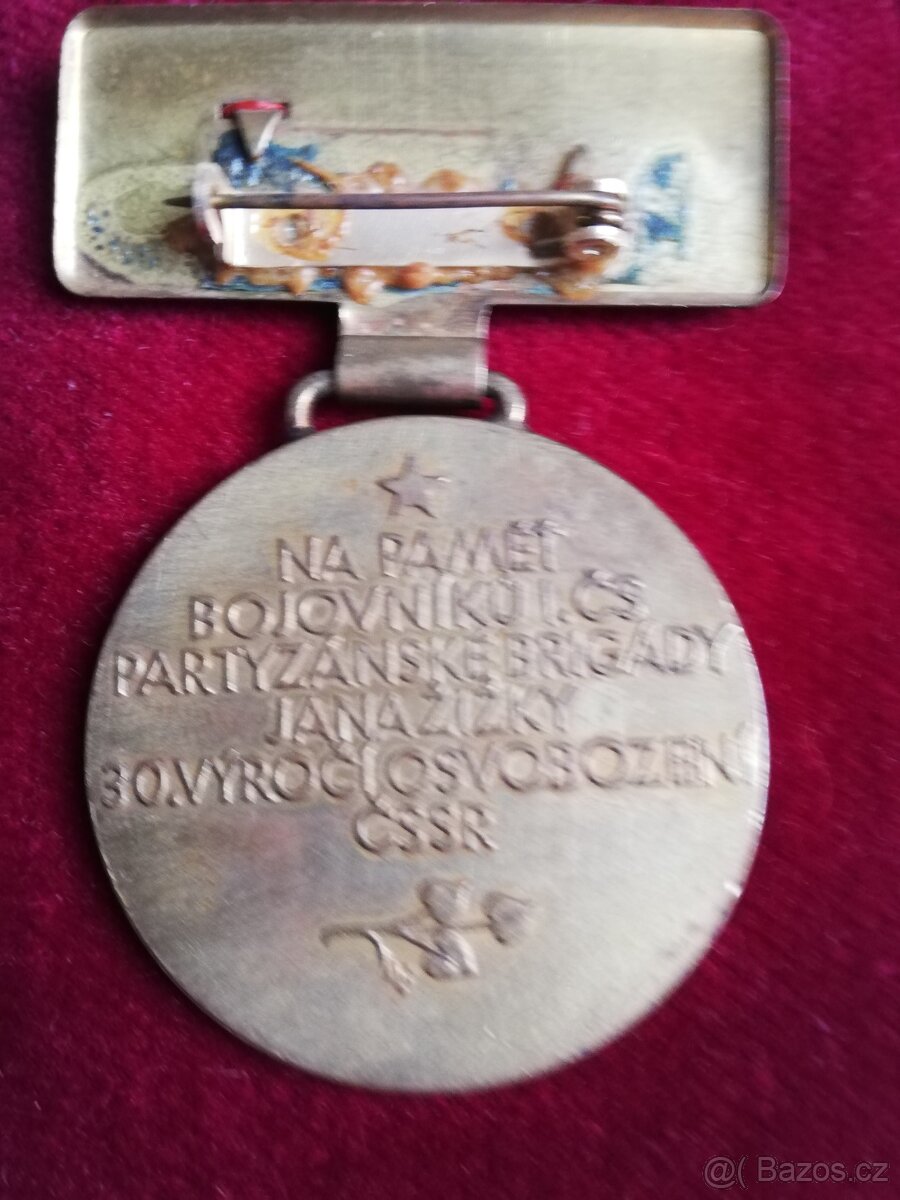 NA PAMĚŤ
BOJOVNÍKŮ 1. ČS
PARTYZÁNSKÉ BRIGÁDY
JANA ŽIŽKY
30. VÝROČÍ OSVOBOZENÍ
ČSSR
@( Bazos.cz